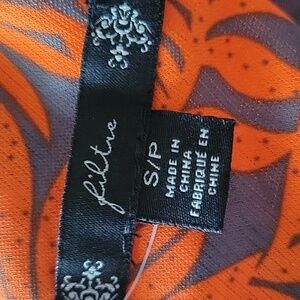 filtre
S/P
MADE IN
CHINA
FABRIQUÉ EN
CHINE